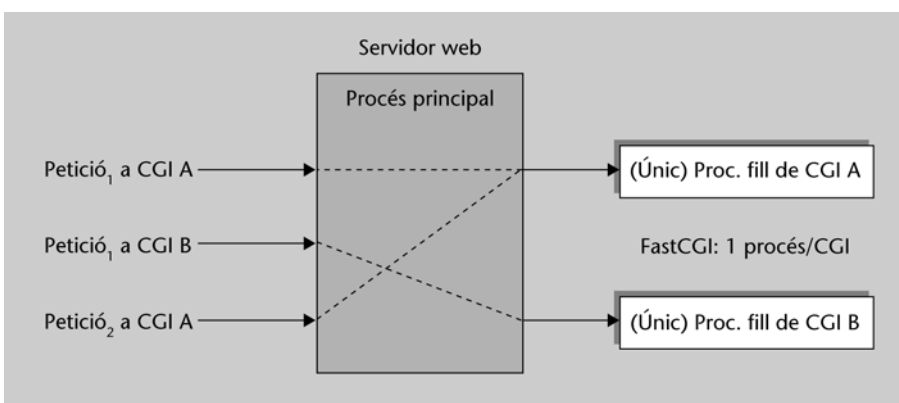 Servidor web
Procés principal
Petició₁ a CGI A
(Únic) Proc. fill de CGI A
Petició₁ a CGI B
FastCGI: 1 procés/CGI
Petició₂ a CGI A
(Únic) Proc. fill de CGI B